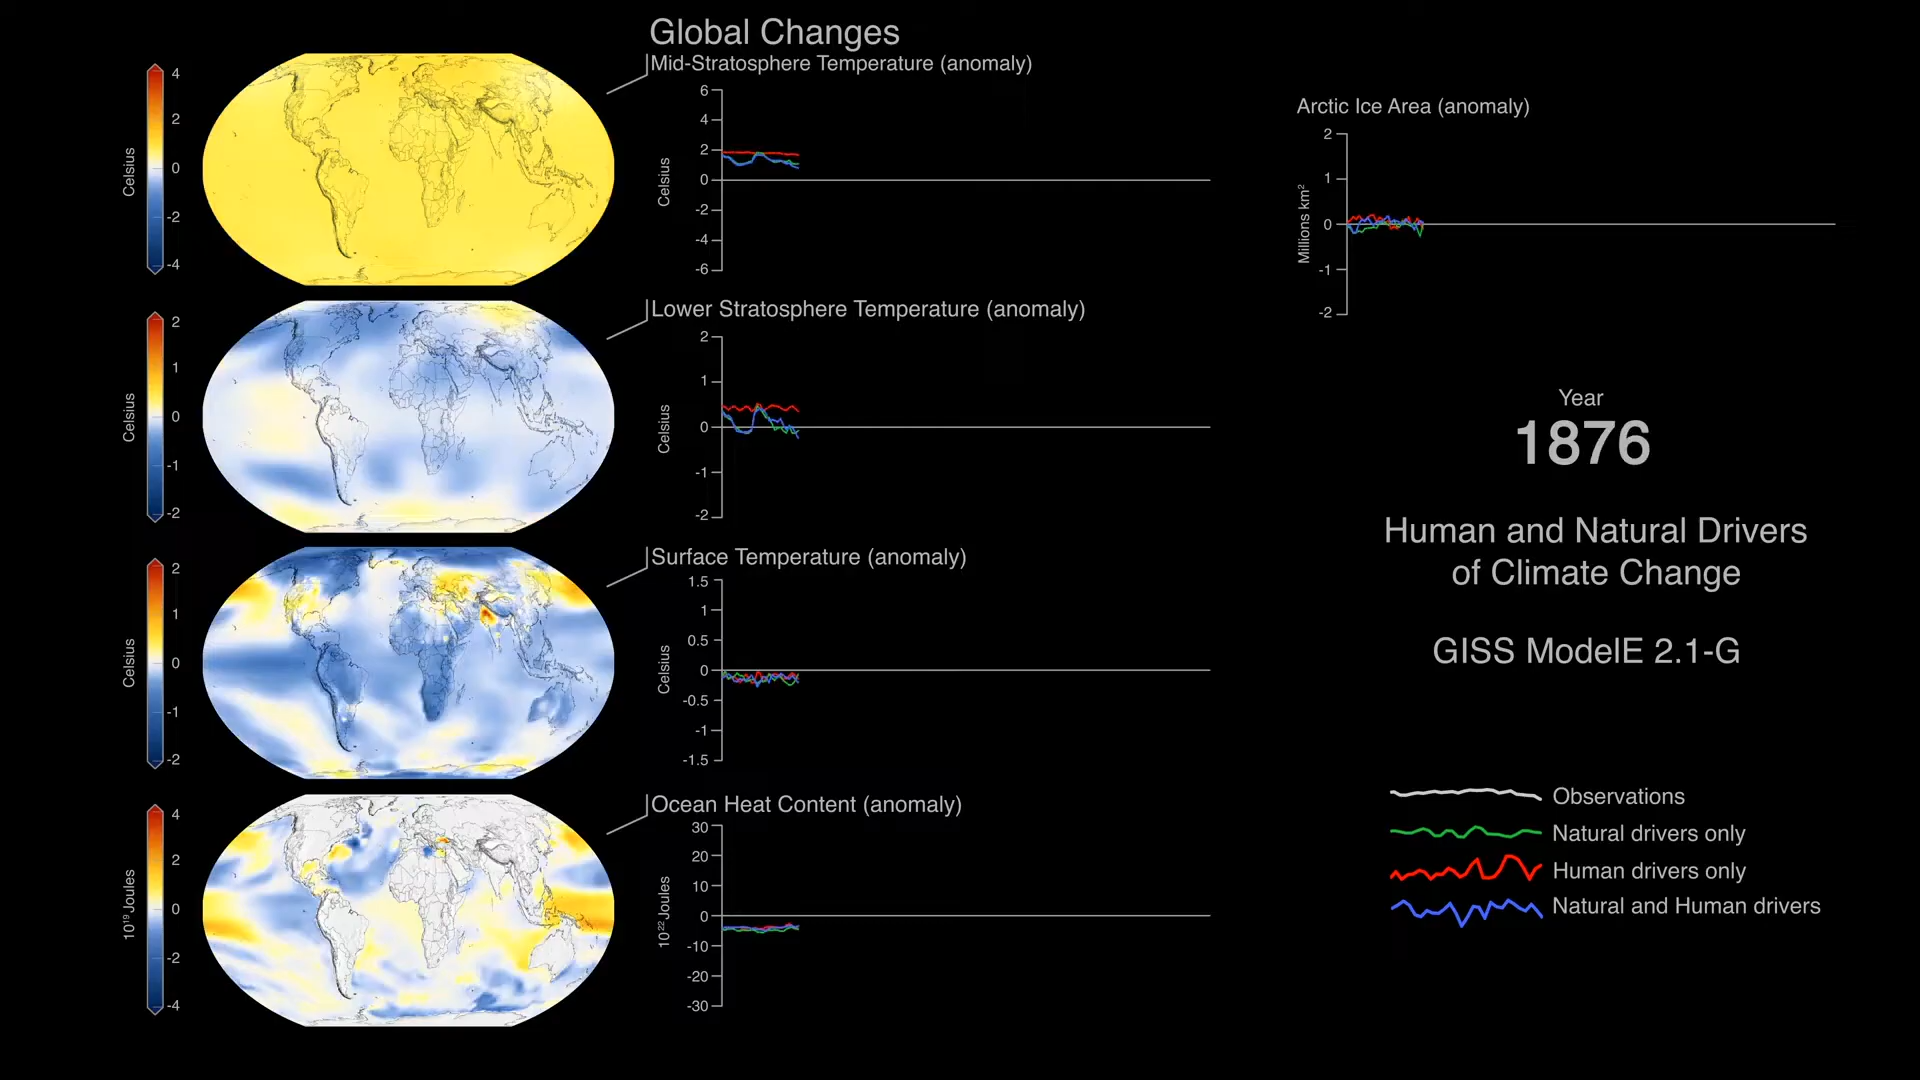 Global Changes
Mid-Stratosphere Temperature (anomaly)
4
2
0
-2
-4
Celsius
6
4
2
0
-2
-4
-6
Celsius
Arctic Ice Area (anomaly)
2
1
0
-1
-2
Millions km²
Lower Stratosphere Temperature (anomaly)
2
1
0
-1
-2
Celsius
2
1
0
-1
-2
Celsius
Year
1876
Human and Natural Drivers
of Climate Change
GISS ModelE 2.1-G
Surface Temperature (anomaly)
2
1
0
-1
-2
Celsius
1.5
1
0.5
0
-0.5
-1
-1.5
Celsius
Ocean Heat Content (anomaly)
4
2
0
-2
-4
10¹⁹ Joules
30
20
10
0
-10
-20
-30
10²² Joules
Observations
Natural drivers only
Human drivers only
Natural and Human drivers